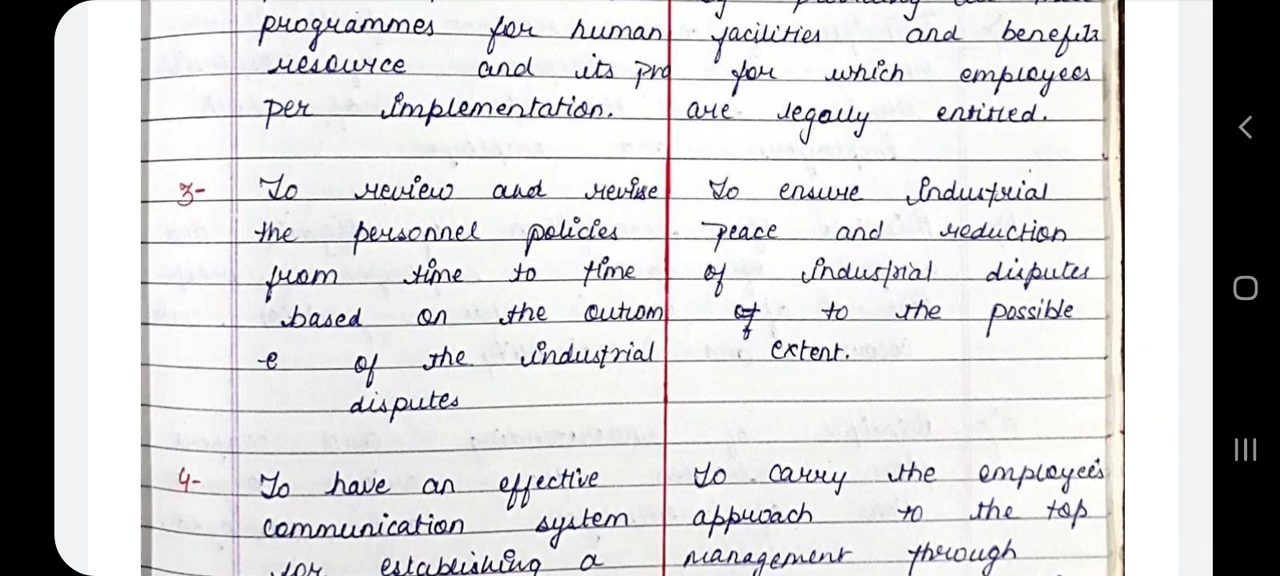 programmes for human
resource and its pro
per implementation.
facilities and benefits
for which employees
are legally entitled.
3-
To review and revise
the personnel policies
from time to time
based on the outcom
-e of the industrial
disputes
To ensure industrial
peace and reduction
of industrial disputes
of to the possible
extent.
4-
To have an effective
communication system
for establishing a
To carry the employees
approach to the top
management through